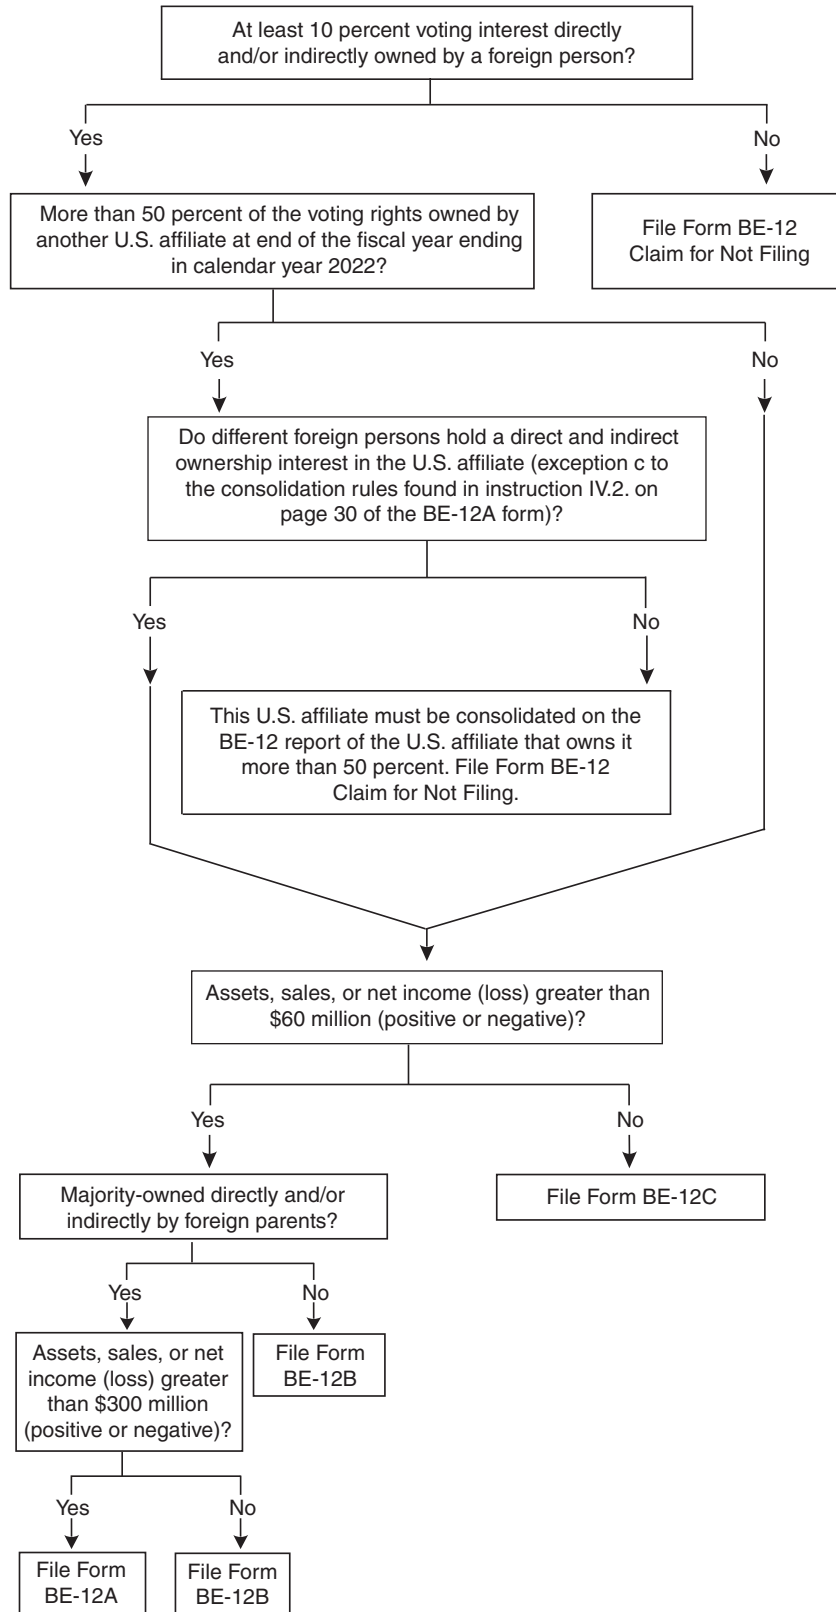 At least 10 percent voting interest directly
and/or indirectly owned by a foreign person?
Yes
No
More than 50 percent of the voting rights owned by
another U.S. affiliate at end of the fiscal year ending
in calendar year 2022?
File Form BE-12
Claim for Not Filing
Yes
No
Do different foreign persons hold a direct and indirect
ownership interest in the U.S. affiliate (exception c to
the consolidation rules found in instruction IV.2. on
page 30 of the BE-12A form)?
Yes
No
This U.S. affiliate must be consolidated on the
BE-12 report of the U.S. affiliate that owns it
more than 50 percent. File Form BE-12
Claim for Not Filing.
Assets, sales, or net income (loss) greater than
$60 million (positive or negative)?
Yes
No
Majority-owned directly and/or
indirectly by foreign parents?
File Form BE-12C
Yes
No
Assets, sales, or net
income (loss) greater
than $300 million
(positive or negative)?
File Form
BE-12B
Yes
No
File Form
BE-12A
File Form
BE-12B